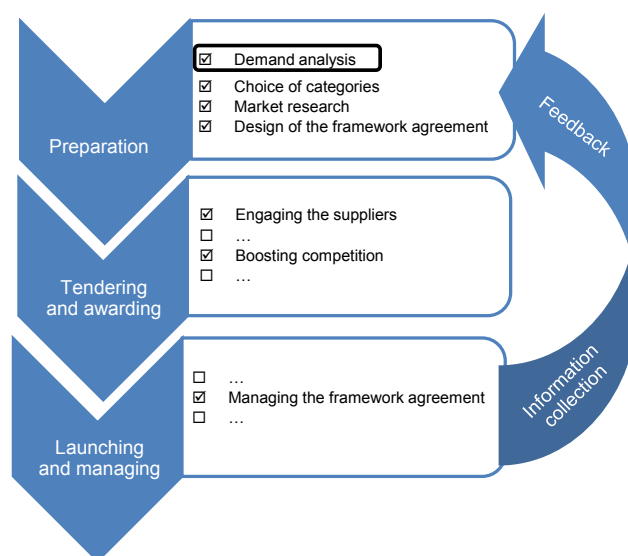 Preparation
☑ Demand analysis
☑ Choice of categories
☑ Market research
☑ Design of the framework agreement
Tendering
and awarding
☑ Engaging the suppliers
☐ …
☑ Boosting competition
☐ …
Launching
and managing
☐ …
☑ Managing the framework agreement
☐ …
Feedback
Information
collection